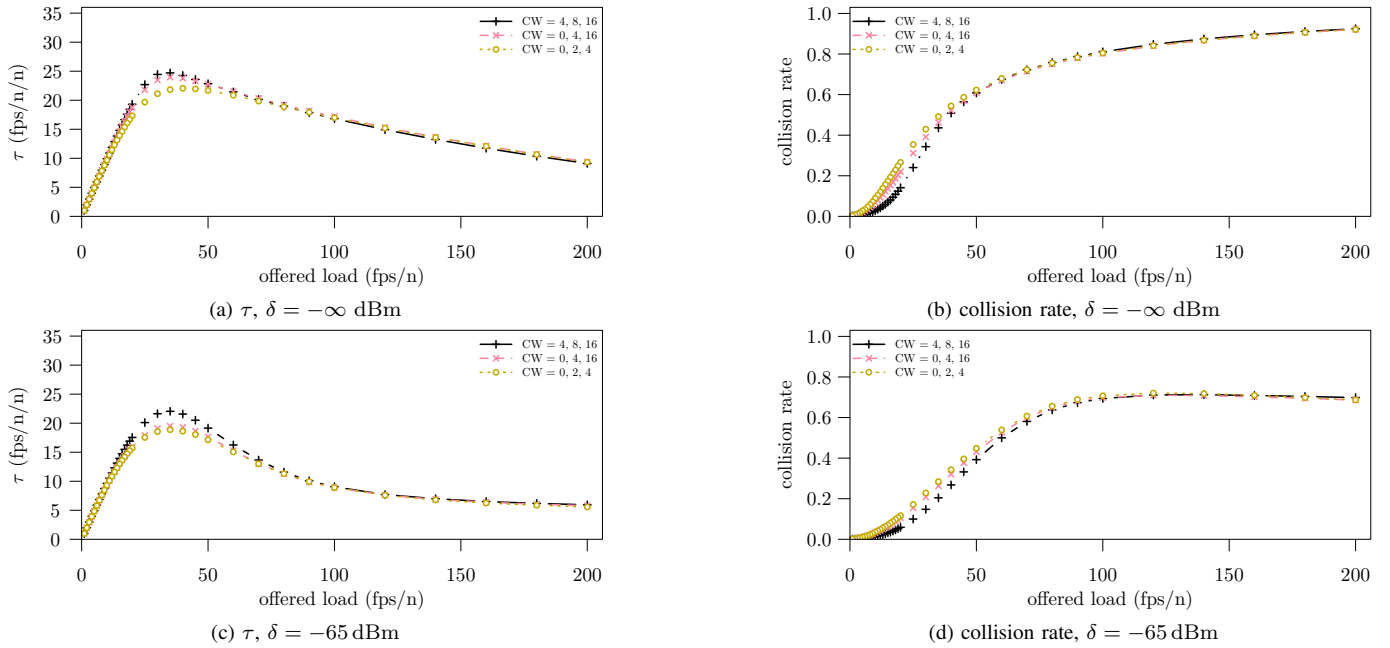 τ (fps/n/n)
35
30
25
20
15
10
5
0
0 50 100 150 200
offered load (fps/n)
CW = 4, 8, 16
CW = 0, 4, 16
CW = 0, 2, 4
(a) τ, δ = −∞ dBm
collision rate
1.0
0.8
0.6
0.4
0.2
0.0
0 50 100 150 200
offered load (fps/n)
CW = 4, 8, 16
CW = 0, 4, 16
CW = 0, 2, 4
(b) collision rate, δ = −∞ dBm
τ (fps/n/n)
35
30
25
20
15
10
5
0
0 50 100 150 200
offered load (fps/n)
CW = 4, 8, 16
CW = 0, 4, 16
CW = 0, 2, 4
(c) τ, δ = −65 dBm
collision rate
1.0
0.8
0.6
0.4
0.2
0.0
0 50 100 150 200
offered load (fps/n)
CW = 4, 8, 16
CW = 0, 4, 16
CW = 0, 2, 4
(d) collision rate, δ = −65 dBm